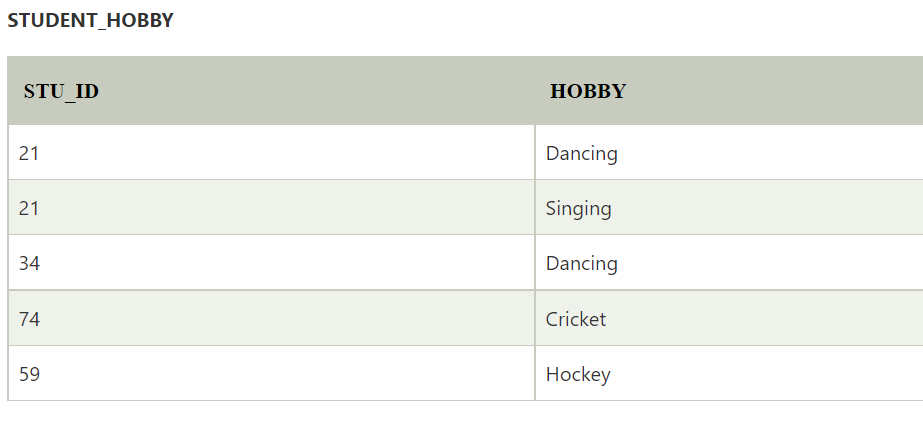 STUDENT_HOBBY
STU_ID HOBBY
21 Dancing
21 Singing
34 Dancing
74 Cricket
59 Hockey